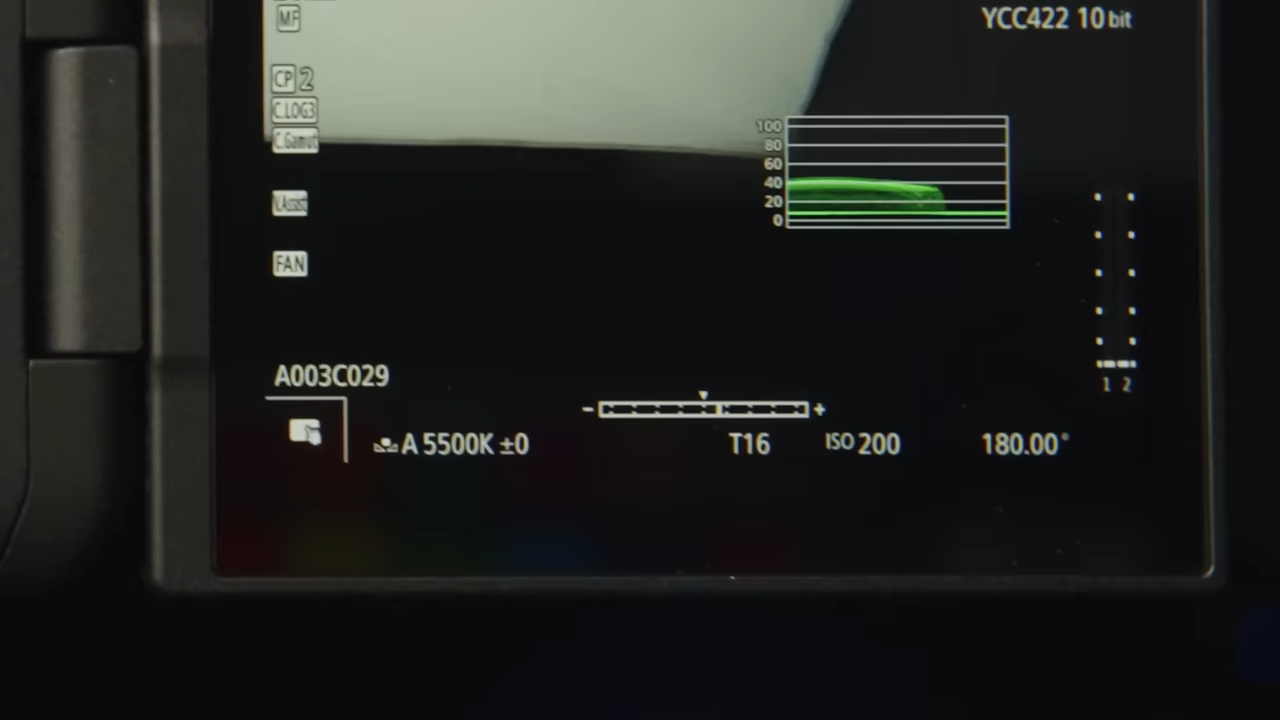 YCC422 10 bit
MF
CP 2
C.LOG3
C.Gamut
100
80
60
40
20
0
V.Assist
FAN
A003C029
1 2
- +
A 5500K ±0
T16
ISO 200
180.00°